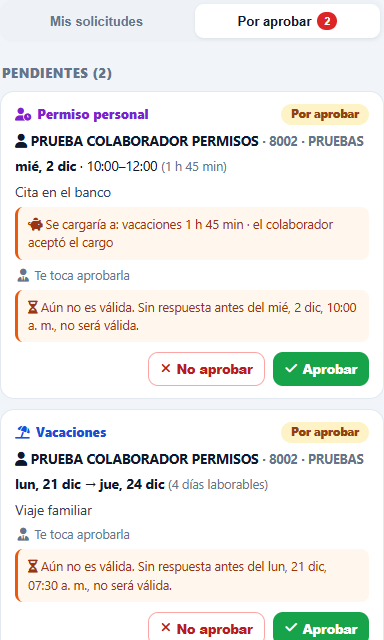 Mis solicitudes
Por aprobar 2
PENDIENTES (2)
Permiso personal Por aprobar
PRUEBA COLABORADOR PERMISOS · 8002 · PRUEBAS
mié, 2 dic · 10:00–12:00 (1 h 45 min)
Cita en el banco
Se cargaría a: vacaciones 1 h 45 min · el colaborador
aceptó el cargo
Te toca aprobarla
Aún no es válida. Sin respuesta antes del mié, 2 dic, 10:00
a. m., no será válida.
No aprobar
Aprobar
Vacaciones Por aprobar
PRUEBA COLABORADOR PERMISOS · 8002 · PRUEBAS
lun, 21 dic → jue, 24 dic (4 días laborables)
Viaje familiar
Te toca aprobarla
Aún no es válida. Sin respuesta antes del lun, 21 dic,
07:30 a. m., no será válida.
No aprobar
Aprobar